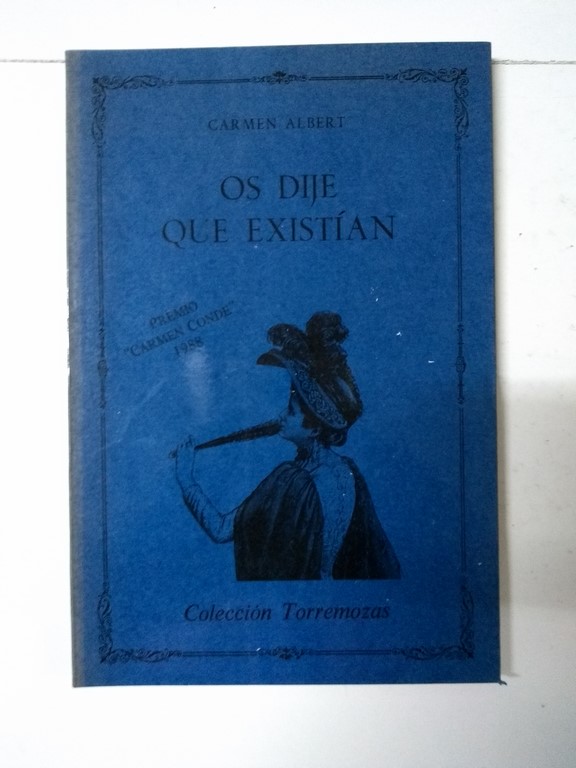 CARMEN ALBERT
OS DIJE
QUE EXISTÍAN
PREMIO
"CARMEN CONDE"
1988
Colección Torremozas